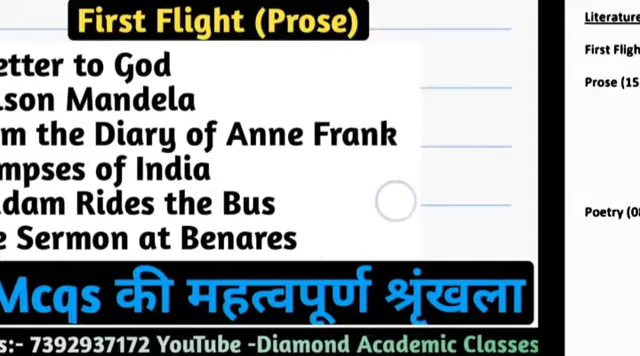 First Flight (Prose)
etter to God
lson Mandela
m the Diary of Anne Frank
mpses of India
dam Rides the Bus
e Sermon at Benares
Mcqs की महत्वपूर्ण श्रृंखला
s:- 7392937172 YouTube -Diamond Academic Classes
Literature
First Fligh
Prose (15
Poetry (08